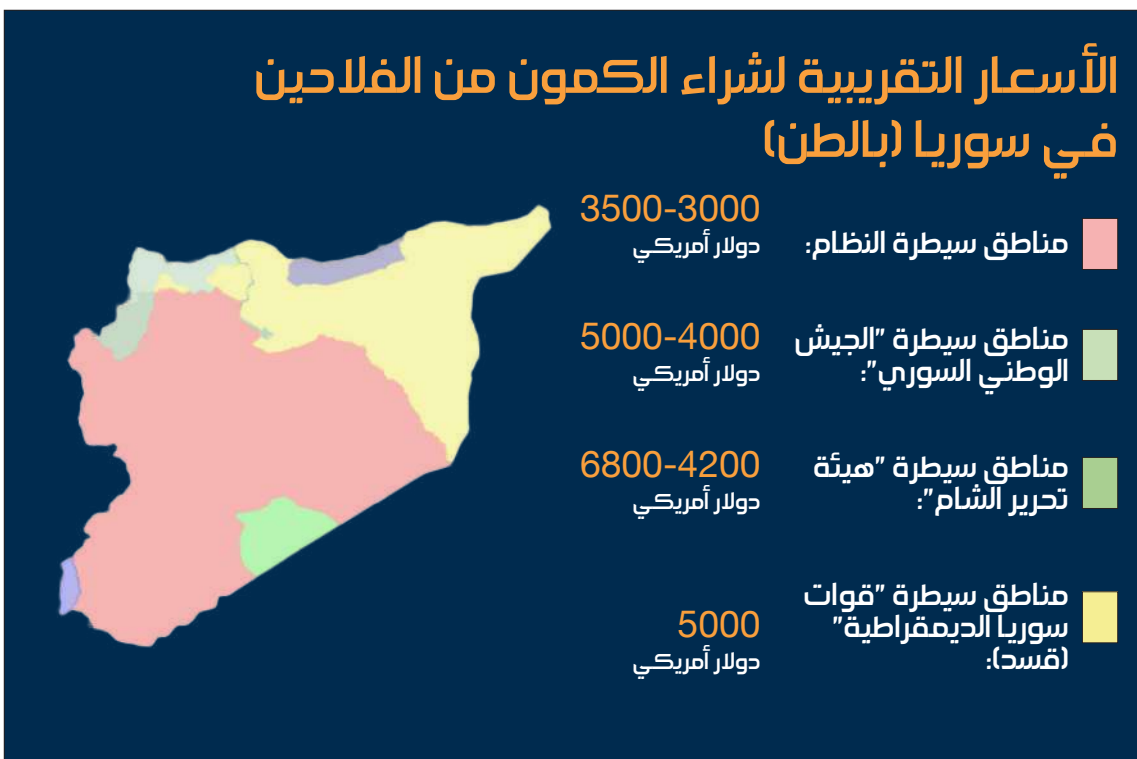 الأسعار التقريبية لشراء الكمون من الفلاحين
في سوريا (بالطن)
مناطق سيطرة النظام:
3500-3000
دولار أمريكي
مناطق سيطرة "الجيش
الوطني السوري":
5000-4000
دولار أمريكي
مناطق سيطرة "هيئة
تحرير الشام":
6800-4200
دولار أمريكي
مناطق سيطرة "قوات
سوريا الديمقراطية"
(قسد):
5000
دولار أمريكي